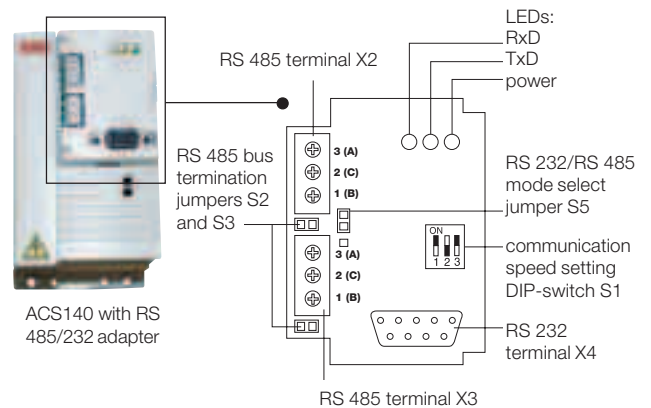 LEDs:
RxD
TxD
power
RS 485 terminal X2
RS 485 bus
termination
jumpers S2
and S3
3 (A)
2 (C)
1 (B)
3 (A)
2 (C)
1 (B)
RS 232/RS 485
mode select
jumper S5
ON
1 2 3
communication
speed setting
DIP-switch S1
RS 232
terminal X4
ACS140 with RS
485/232 adapter
RS 485 terminal X3